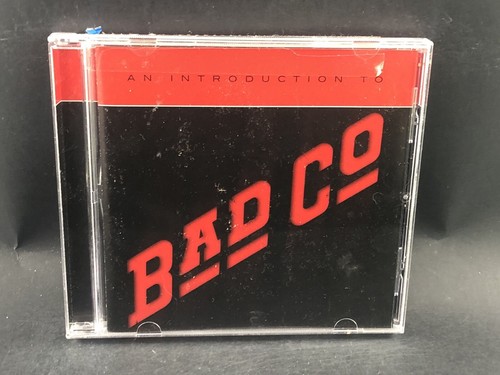 AN INTRODUCTION TO
BAD CO